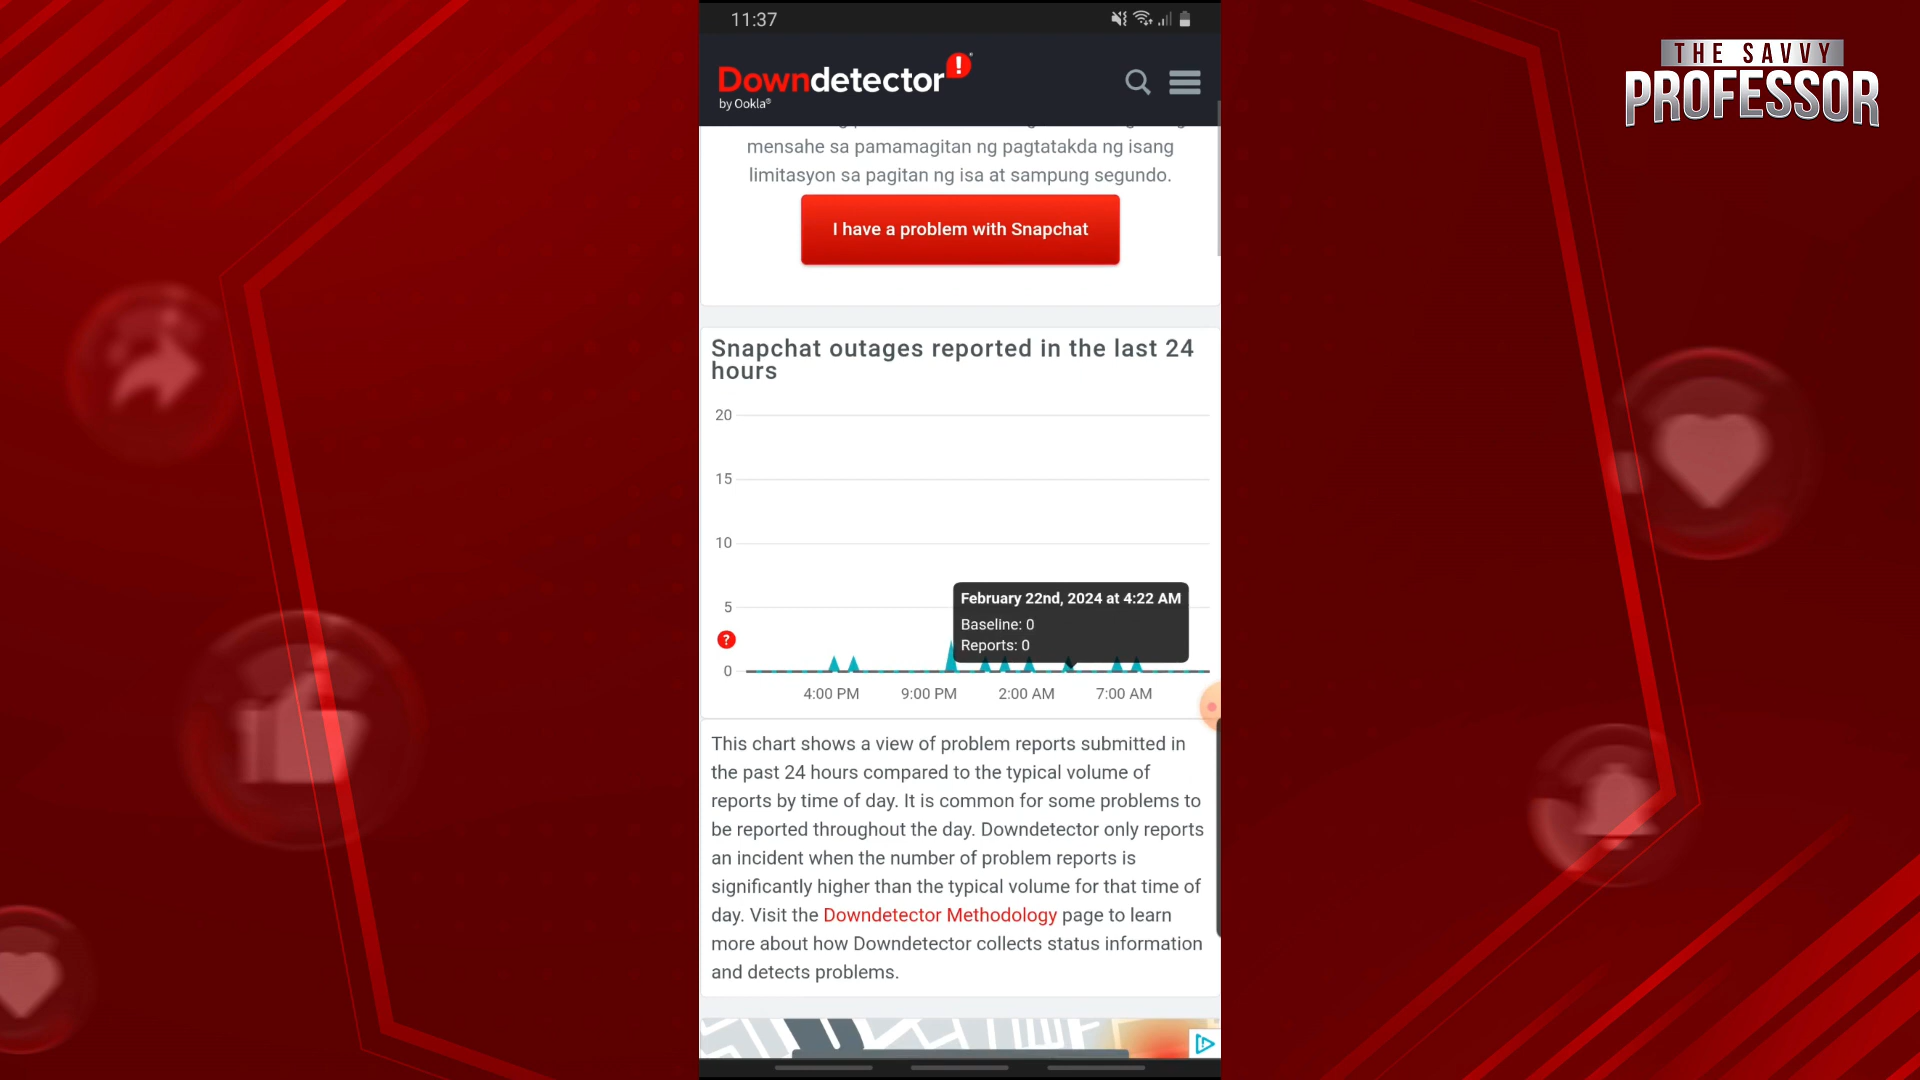 11:37
THE SAVVY
PROFESSOR
Downdetector
by Ookla®
mensahe sa pamamagitan ng pagtatakda ng isang
limitasyon sa pagitan ng isa at sampung segundo.
I have a problem with Snapchat
Snapchat outages reported in the last 24
hours
20
15
10
5
0
February 22nd, 2024 at 4:22 AM
Baseline: 0
Reports: 0
4:00 PM 9:00 PM 2:00 AM 7:00 AM
This chart shows a view of problem reports submitted in
the past 24 hours compared to the typical volume of
reports by time of day. It is common for some problems to
be reported throughout the day. Downdetector only reports
an incident when the number of problem reports is
significantly higher than the typical volume for that time of
day. Visit the Downdetector Methodology page to learn
more about how Downdetector collects status information
and detects problems.